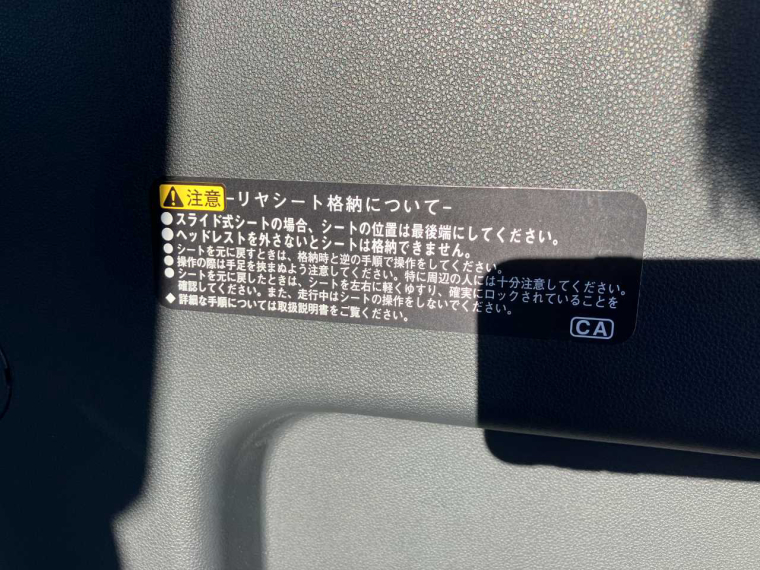 注意 -リヤシート格納について-
●スライド式シートの場合、シートの位置は最後端にしてください。
●ヘッドレストを外さないとシートは格納できません。
●シートを元に戻すときは、格納時と逆の手順で操作をしてください。
●操作の際は手足を挟まぬよう注意してください。特に周辺の人には十分注意してください。
●シートを元に戻したときは、シートを左右に軽くゆすり、確実にロックされていることを
確認してください。また、走行中はシートの操作をしないでください。
◆詳細な手順については取扱説明書をご覧ください。
CA